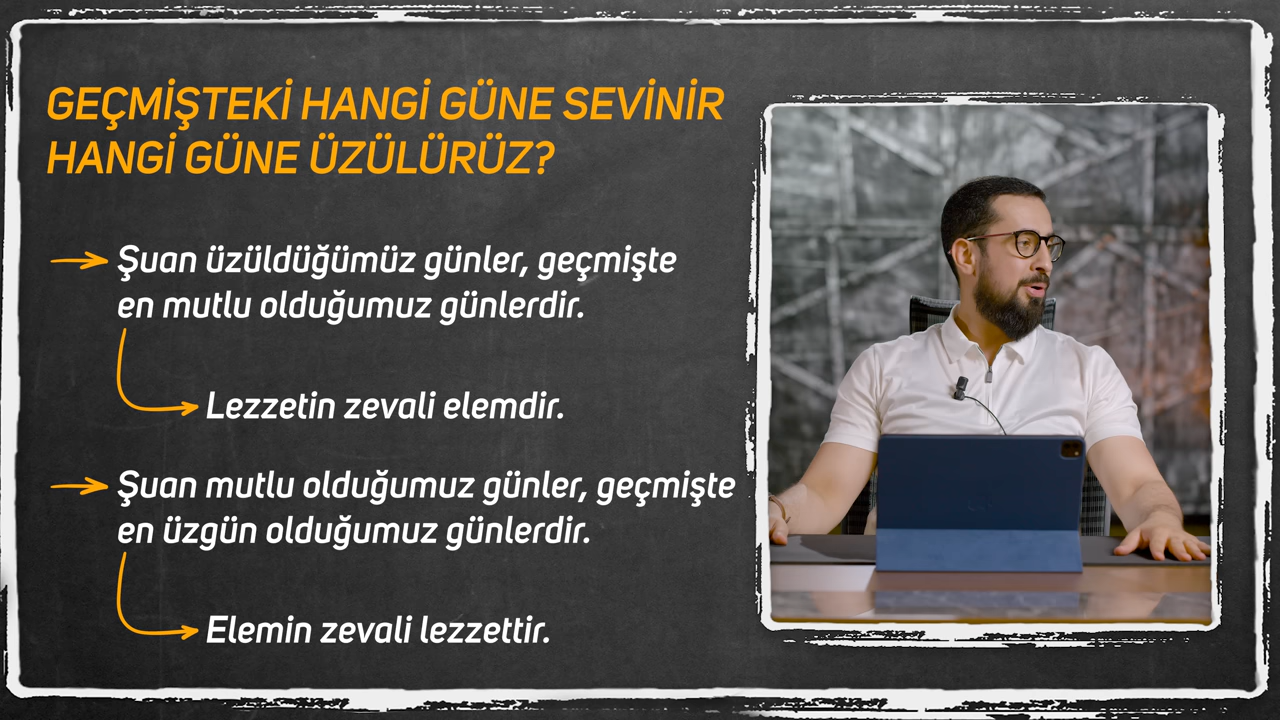 GEÇMİŞTEKİ HANGİ GÜNE SEVİNİR
HANGİ GÜNE ÜZÜLÜRÜZ?
Şuan üzüldüğümüz günler, geçmişte
en mutlu olduğumuz günlerdir.
Lezzetin zevali elemdir.
Şuan mutlu olduğumuz günler, geçmişte
en üzgün olduğumuz günlerdir.
Elemin zevali lezzettir.